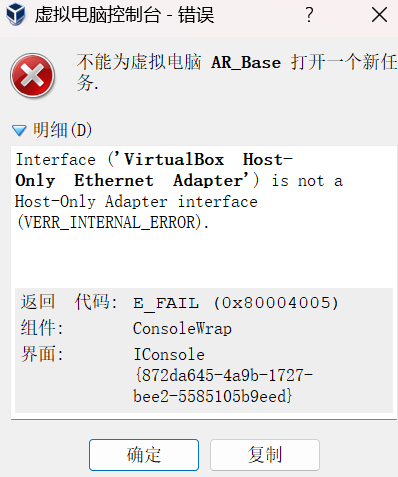 虚拟电脑控制台 - 错误
?
不能为虚拟电脑 AR_Base 打开一个新任
务.
明细(D)
Interface ('VirtualBox Host-
Only Ethernet Adapter') is not a
Host-Only Adapter interface
(VERR_INTERNAL_ERROR).
返回 代码: E_FAIL (0x80004005)
组件: ConsoleWrap
界面: IConsole
{872da645-4a9b-1727-
bee2-5585105b9eed}
确定 复制